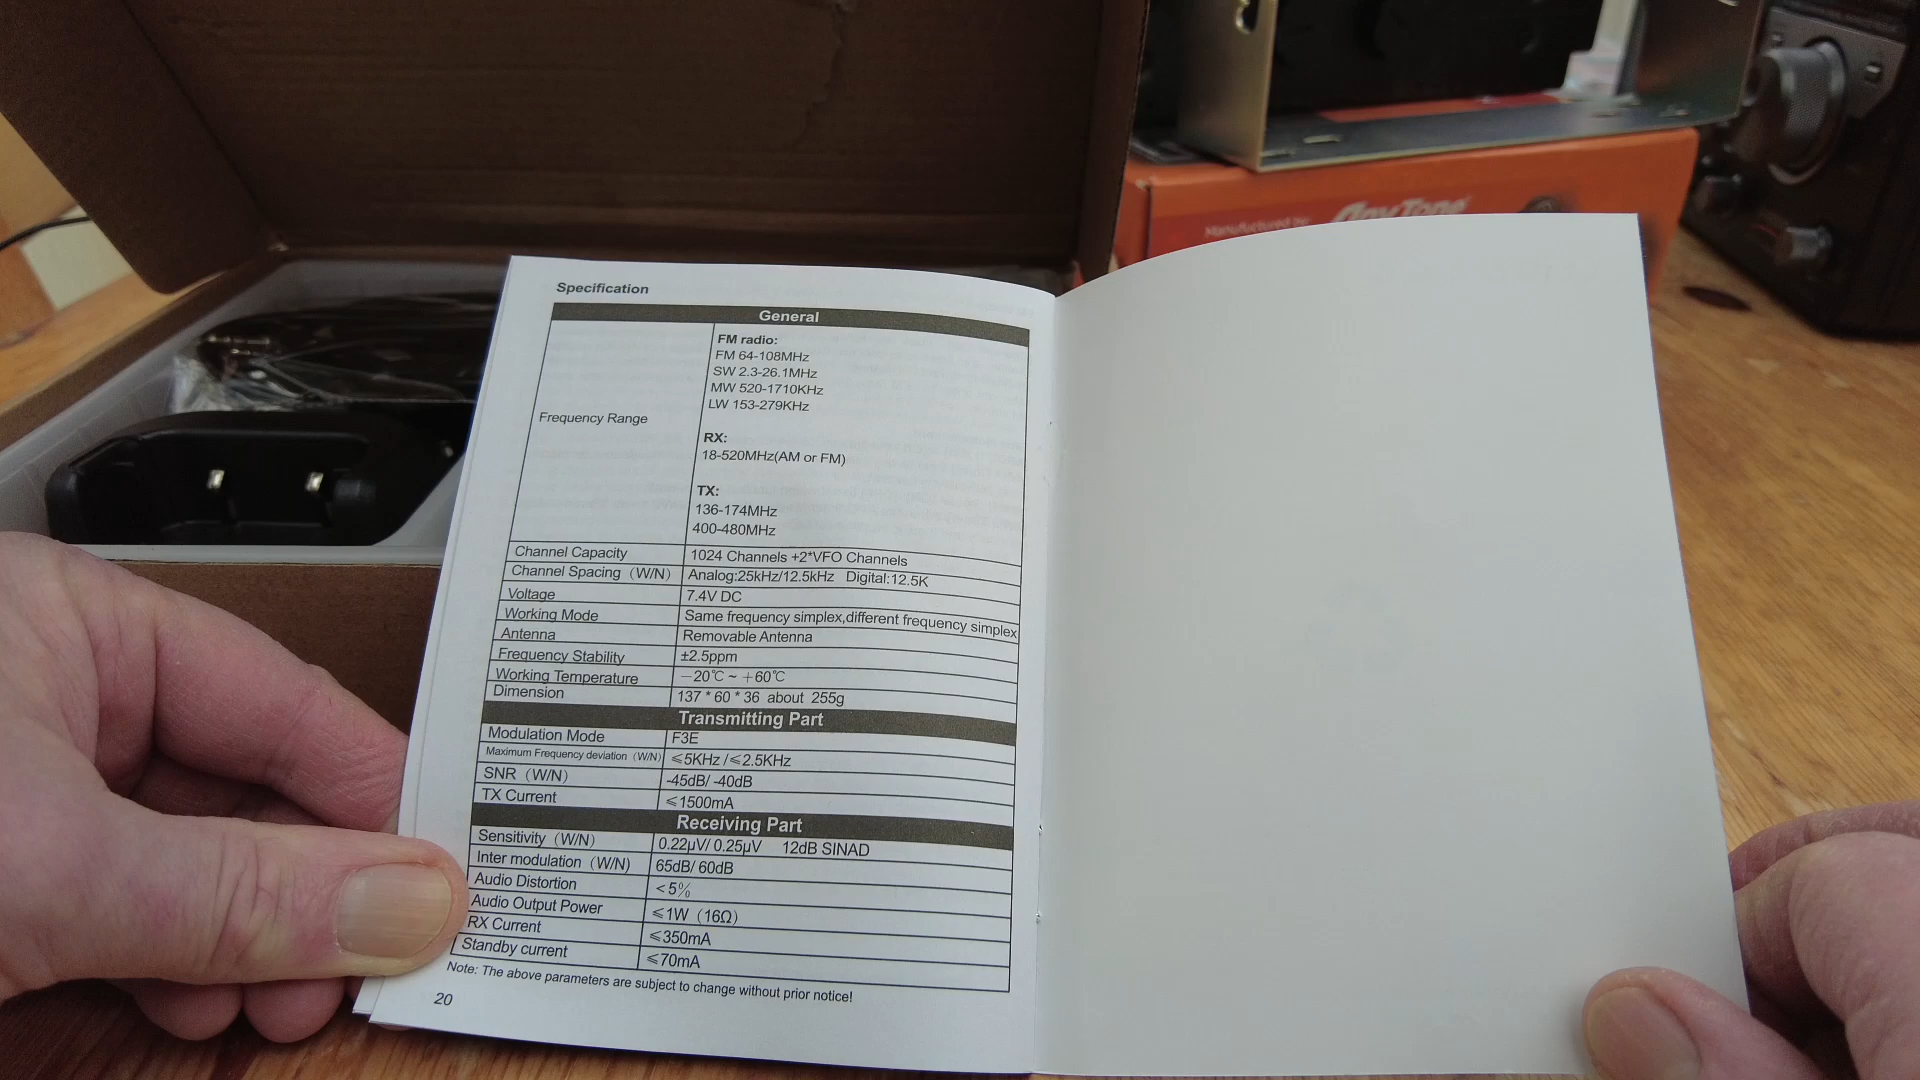 Manufactured by
AnyTone
Specification
General
Frequency Range
FM radio:
FM 64-108MHz
SW 2.3-26.1MHz
MW 520-1710KHz
LW 153-279KHz
RX:
18-520MHz(AM or FM)
TX:
136-174MHz
400-480MHz
Channel Capacity 1024 Channels +2*VFO Channels
Channel Spacing（W/N） Analog:25kHz/12.5kHz Digital:12.5K
Voltage 7.4V DC
Working Mode Same frequency simplex,different frequency simplex
Antenna Removable Antenna
Frequency Stability ±2.5ppm
Working Temperature －20℃ ~ ＋60℃
Dimension 137 * 60 * 36 about 255g
Transmitting Part
Modulation Mode F3E
Maximum Frequency deviation（W/N） ⩽5KHz /⩽2.5KHz
SNR（W/N） -45dB/ -40dB
TX Current ⩽1500mA
Receiving Part
Sensitivity（W/N） 0.22μV/ 0.25μV 12dB SINAD
Inter modulation（W/N） 65dB/ 60dB
Audio Distortion <5%
Audio Output Power ⩽1W（16Ω）
RX Current ⩽350mA
Standby current ⩽70mA
Note: The above parameters are subject to change without prior notice!
20